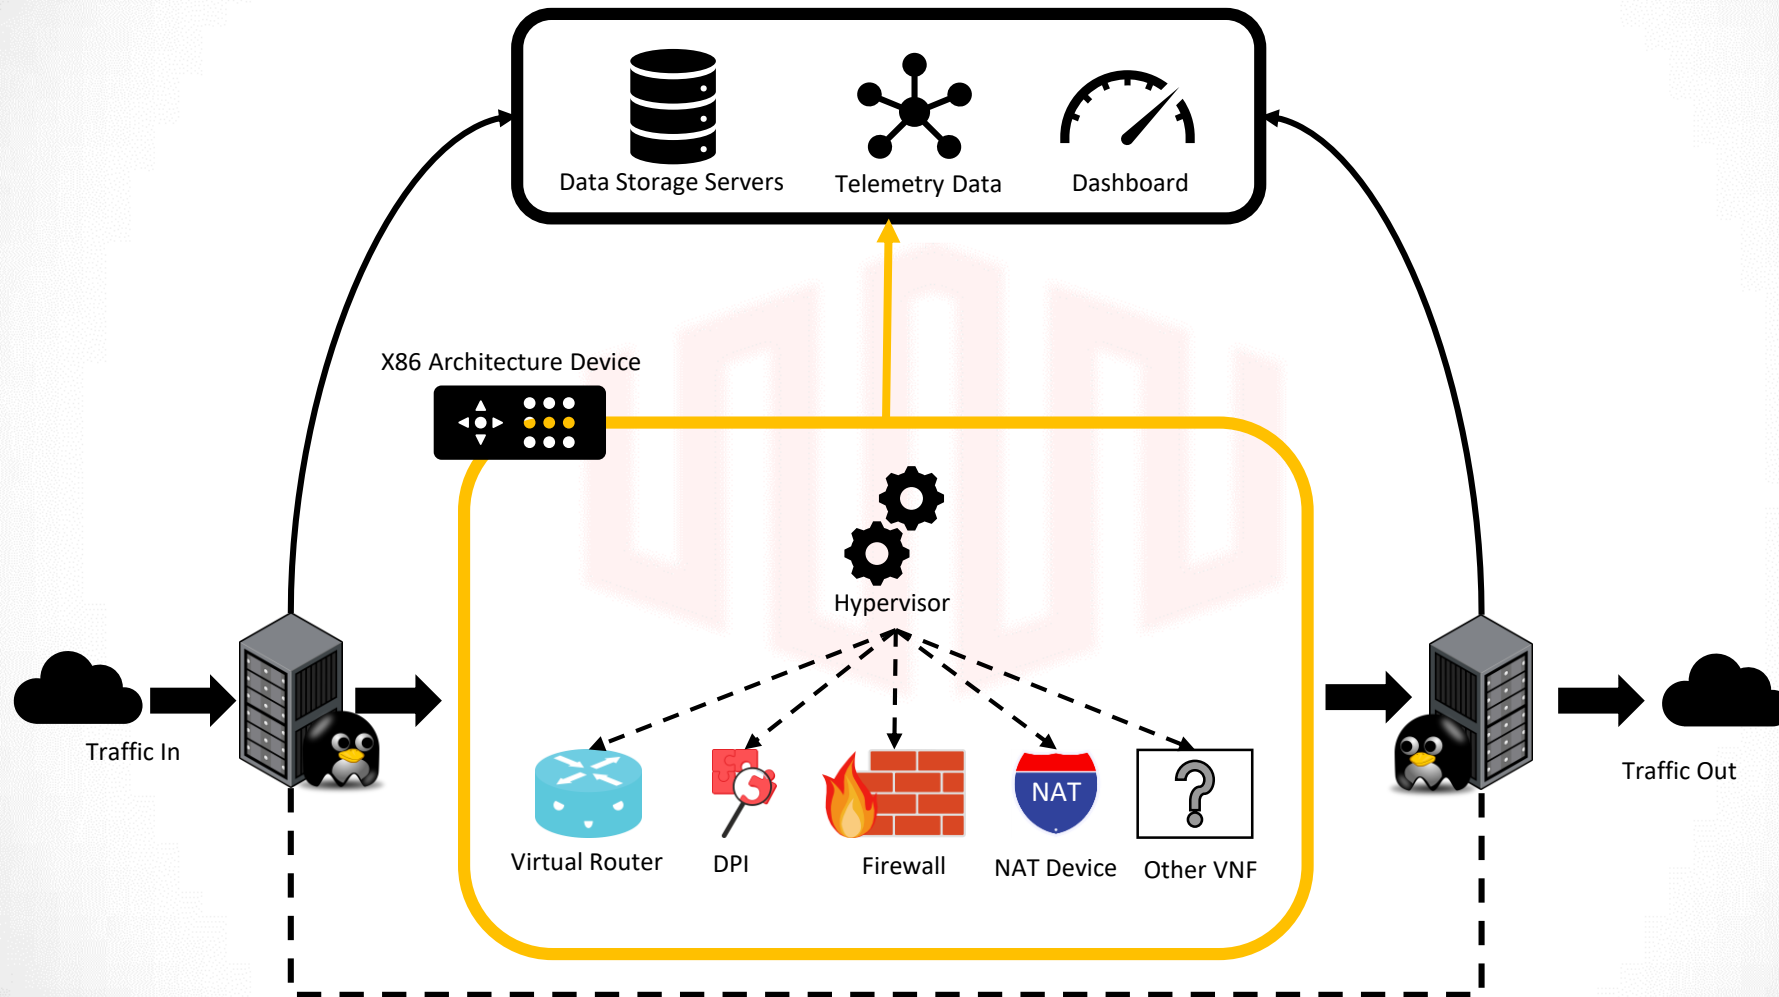 Data Storage Servers
Telemetry Data
Dashboard
X86 Architecture Device
Hypervisor
Traffic In
Traffic Out
NAT
Virtual Router
DPI
Firewall
NAT Device
Other VNF
?